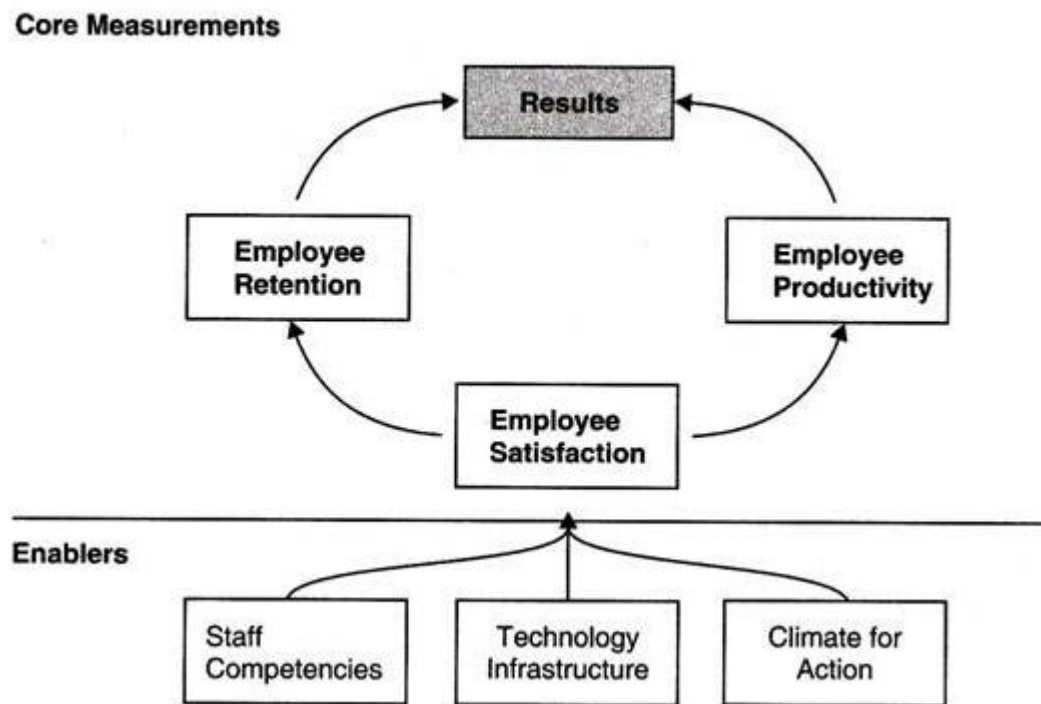 Core Measurements
Results
Employee
Retention
Employee
Productivity
Employee
Satisfaction
Enablers
Staff
Competencies
Technology
Infrastructure
Climate for
Action